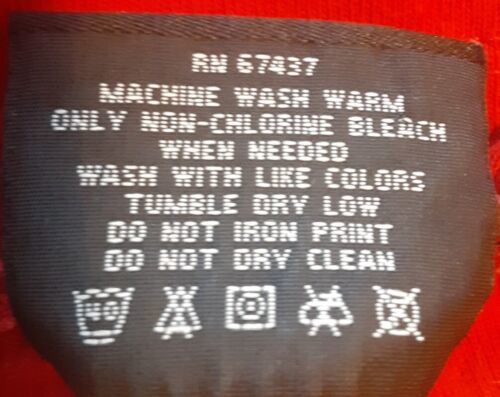 RN 67437
MACHINE WASH WARM
ONLY NON-CHLORINE BLEACH
WHEN NEEDED
WASH WITH LIKE COLORS
TUMBLE DRY LOW
DO NOT IRON PRINT
DO NOT DRY CLEAN
40